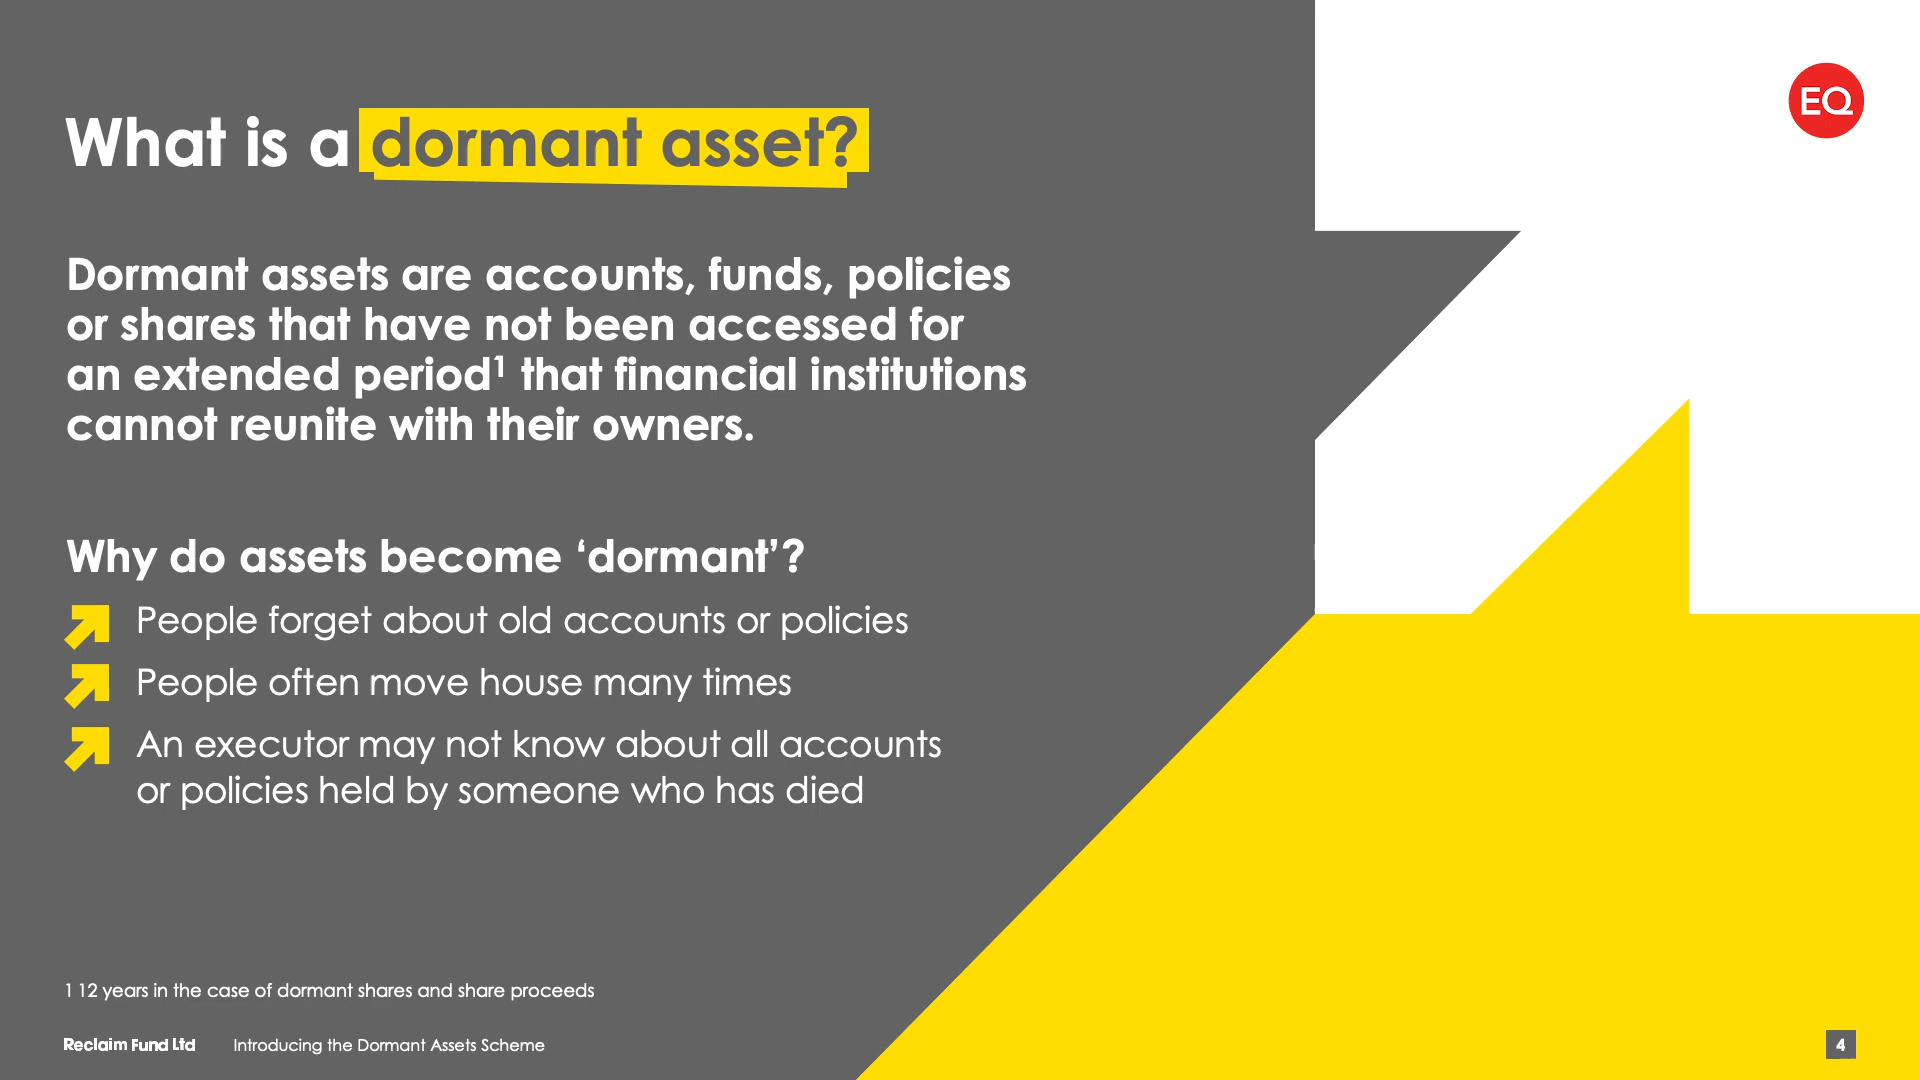 EQ
What is a dormant asset?
Dormant assets are accounts, funds, policies
or shares that have not been accessed for
an extended period¹ that financial institutions
cannot reunite with their owners.
Why do assets become ‘dormant’?
People forget about old accounts or policies
People often move house many times
An executor may not know about all accounts
or policies held by someone who has died
1 12 years in the case of dormant shares and share proceeds
Reclaim Fund Ltd Introducing the Dormant Assets Scheme
4